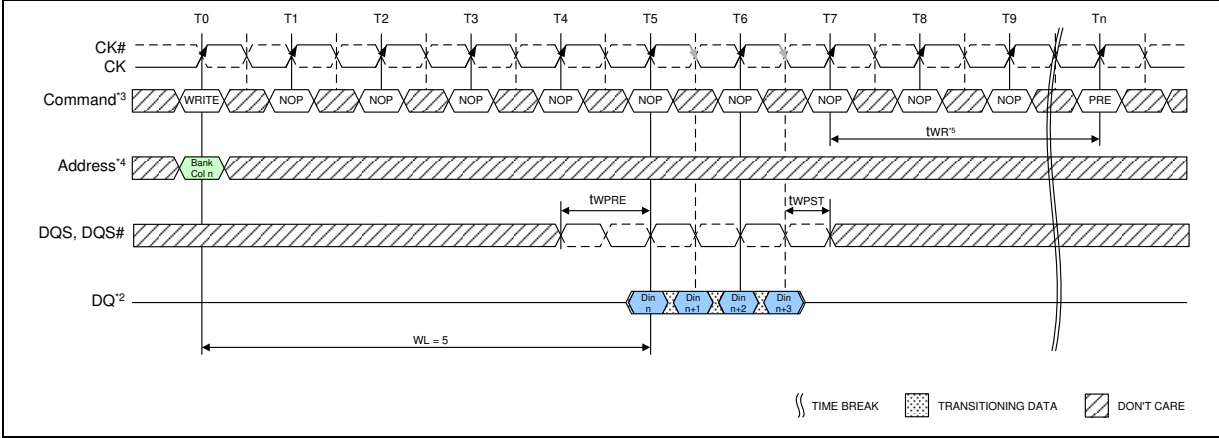 T0 T1 T2 T3 T4 T5 T6 T7 T8 T9 Tn
CK#
CK
Command*3 WRITE NOP NOP NOP NOP NOP NOP NOP NOP NOP PRE
tWR*5
Address*4 Bank
Col n
tWPRE tWPST
DQS, DQS#
DQ*2 Din Din Din Din
n n+1 n+2 n+3
WL = 5
TIME BREAK TRANSITIONING DATA DON'T CARE